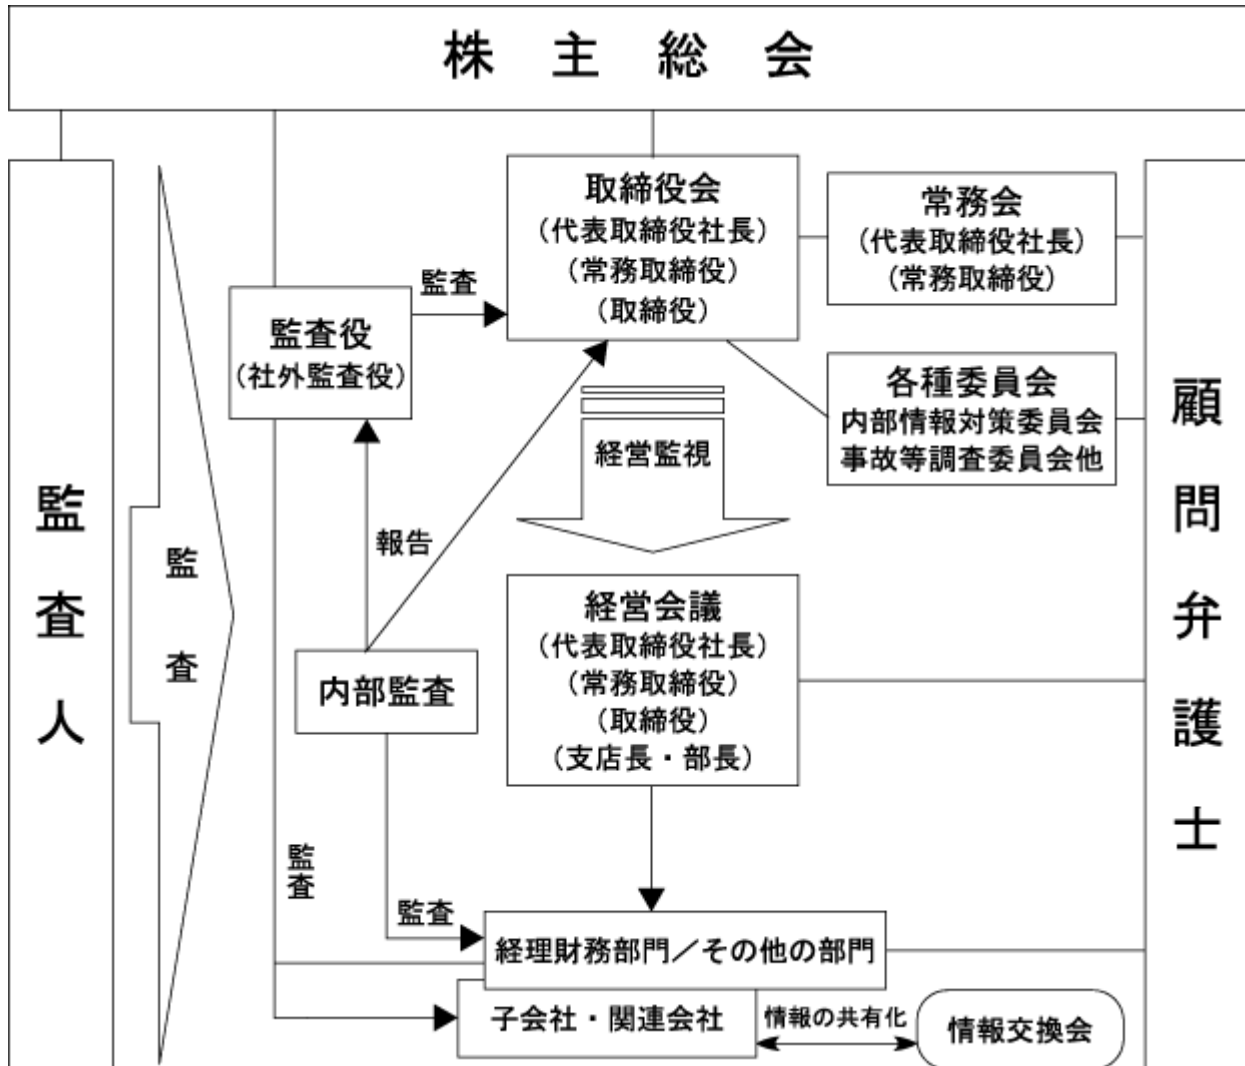 株主総会
監査人
監査
取締役会
(代表取締役社長)
(常務取締役)
(取締役)
常務会
(代表取締役社長)
(常務取締役)
監査
監査役
(社外監査役)
各種委員会
内部情報対策委員会
事故等調査委員会他
経営監視
報告
経営会議
(代表取締役社長)
(常務取締役)
(取締役)
(支店長・部長)
内部監査
監査
監査
経理財務部門／その他の部門
子会社・関連会社
情報の共有化
情報交換会
顧問弁護士